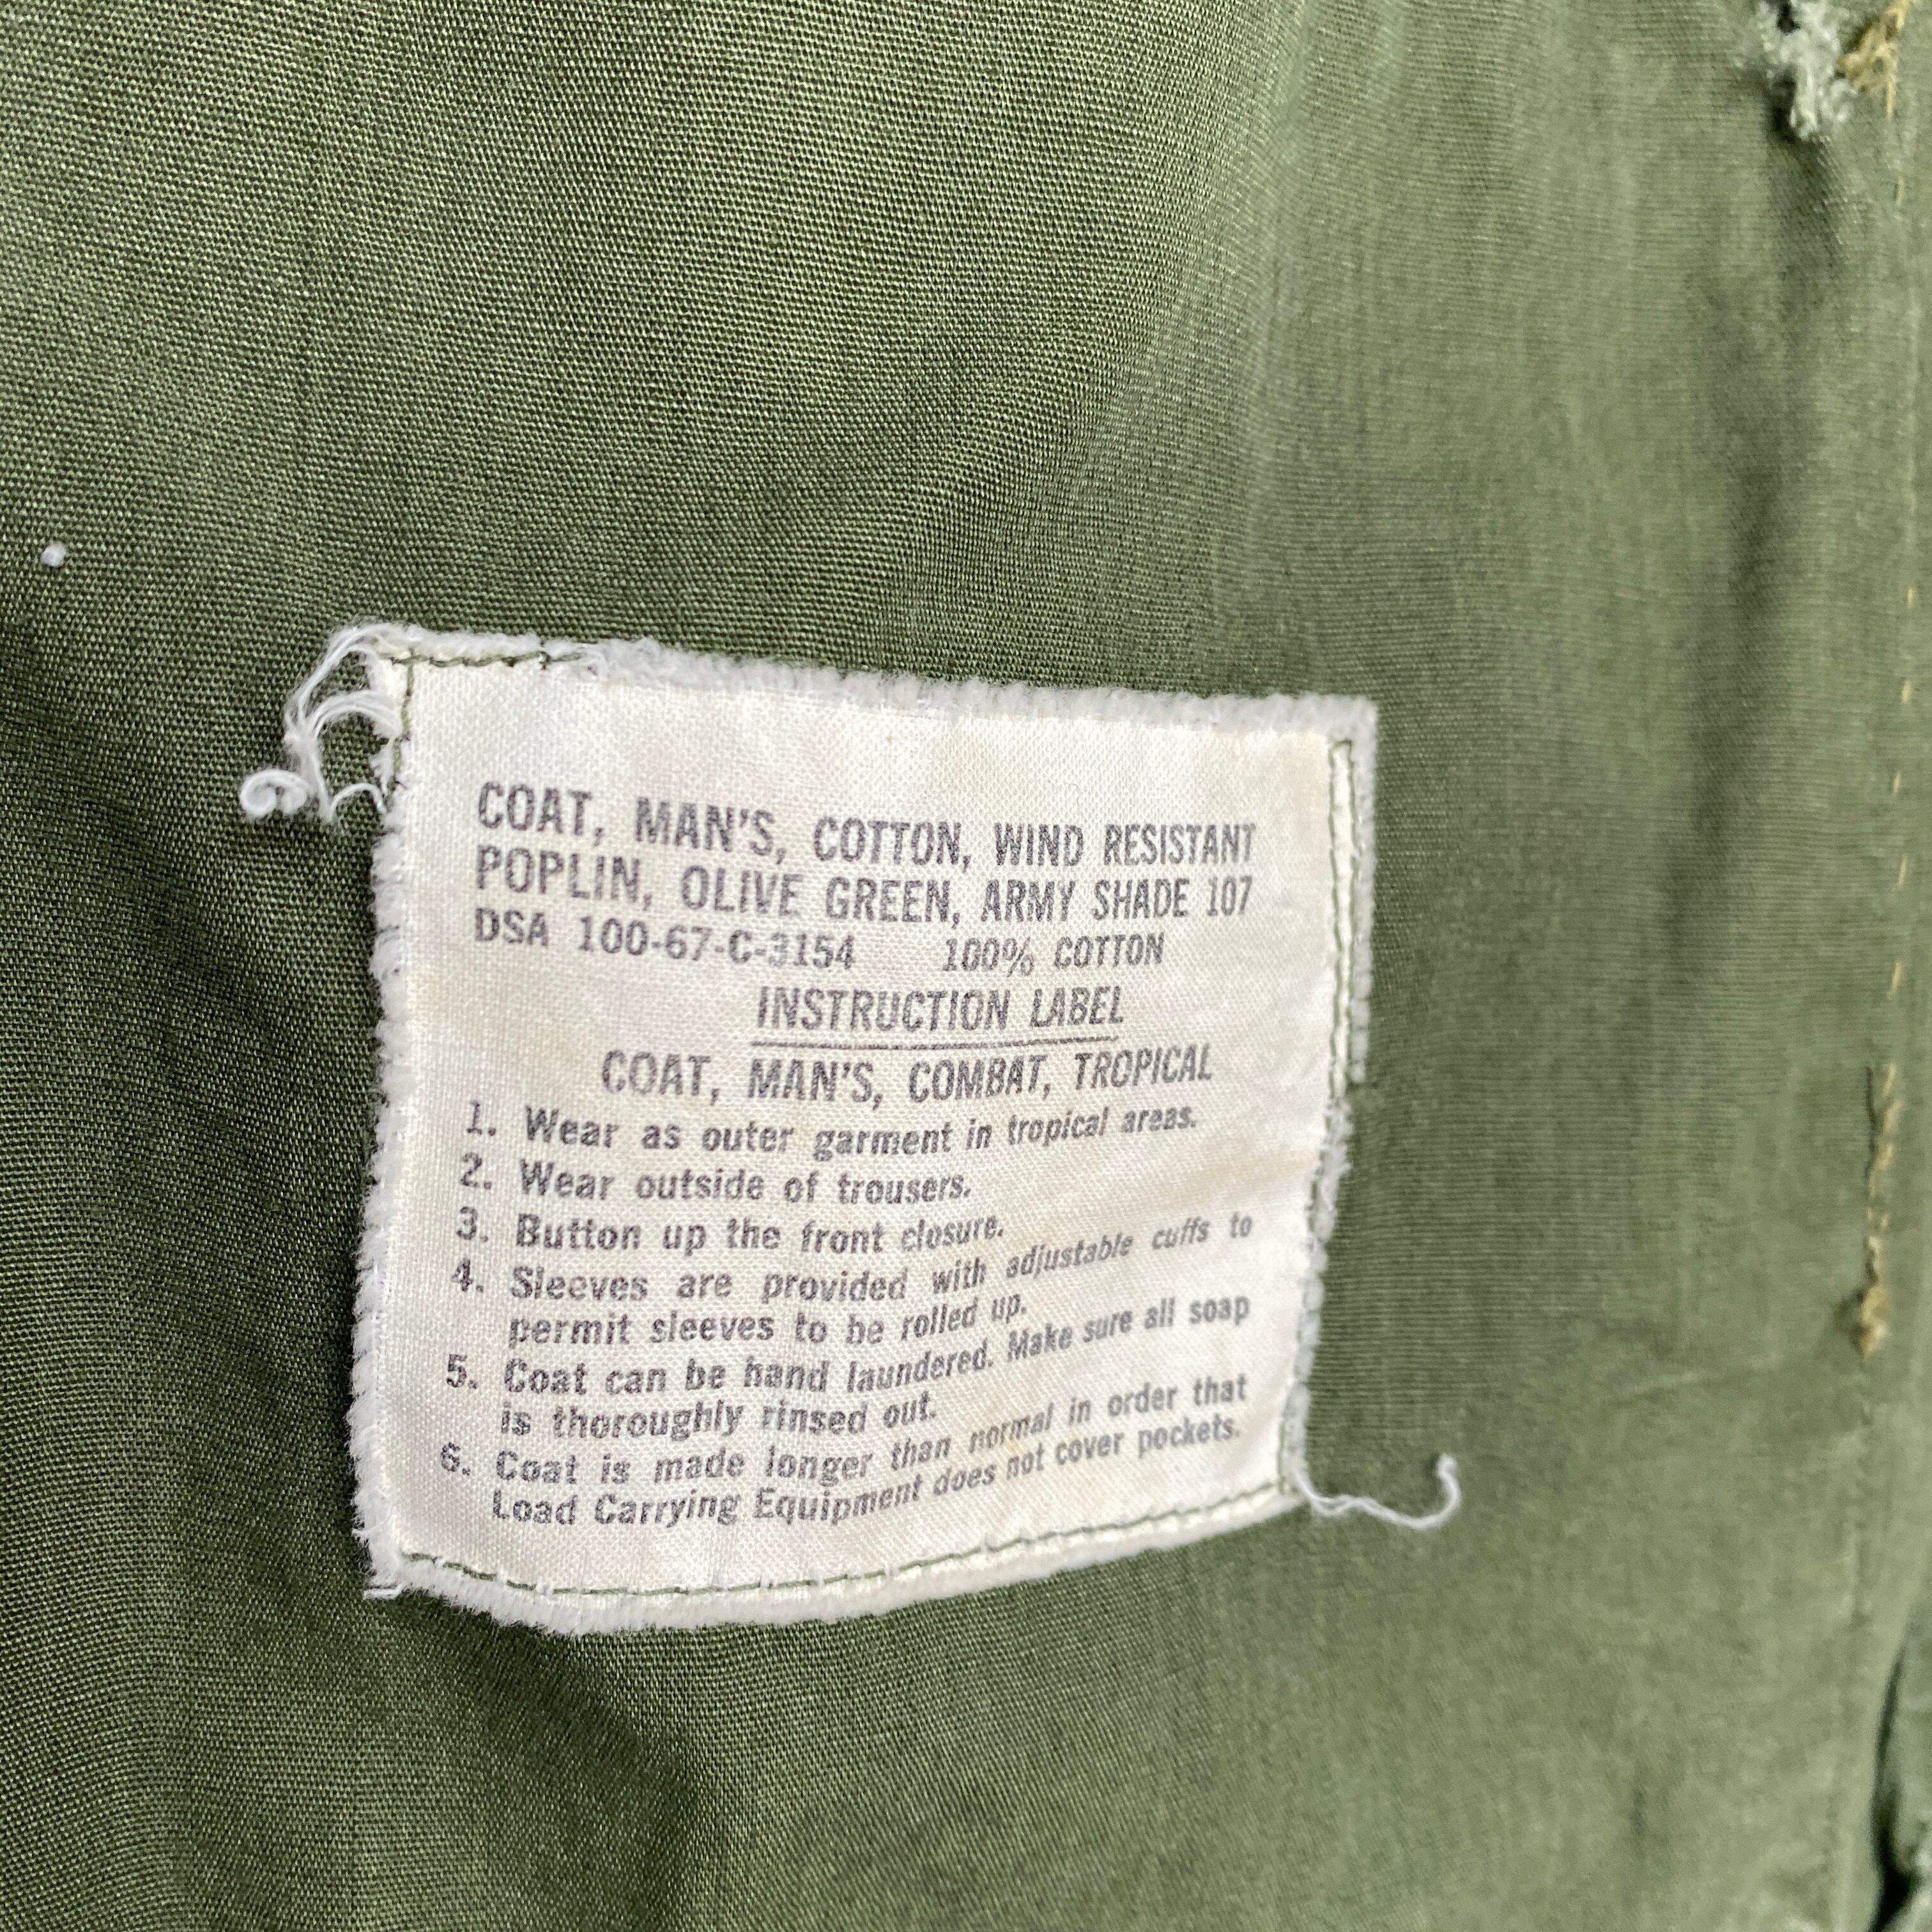 COAT, MAN'S, COTTON, WIND RESISTANT
POPLIN, OLIVE GREEN, ARMY SHADE 107
DSA 100-67-C-3154 100% COTTON
INSTRUCTION LABEL
COAT, MAN'S, COMBAT, TROPICAL
1. Wear as outer garment in tropical areas.
2. Wear outside of trousers.
3. Button up the front closure.
4. Sleeves are provided with adjustable cuffs to
permit sleeves to be rolled up.
5. Coat can be hand laundered. Make sure all soap
is thoroughly rinsed out.
6. Coat is made longer than normal in order that
Load Carrying Equipment does not cover pockets.